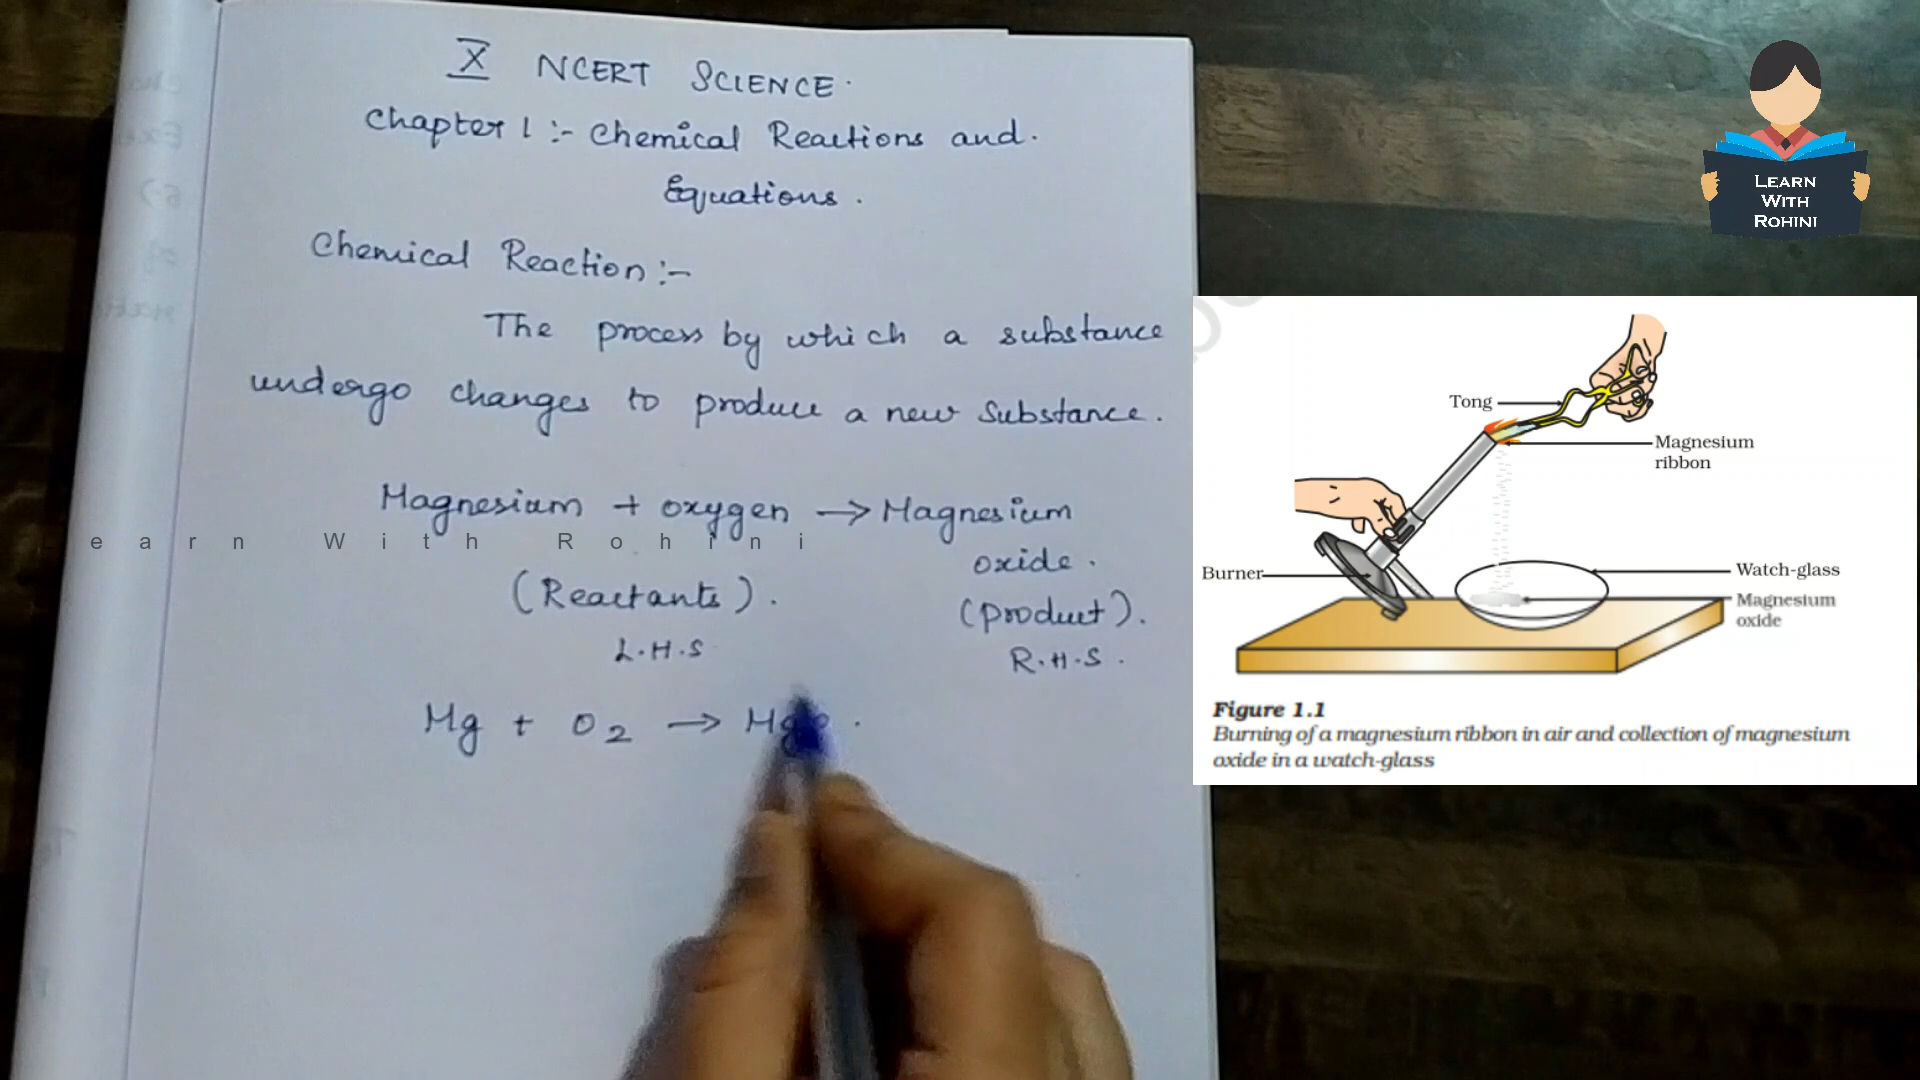 X NCERT SCIENCE.
Chapter 1 :- Chemical Reactions and.
Equations.
Chemical Reaction :-
The process by which a substance
undergo changes to produce a new substance.
Magnesium + oxygen → Magnesium
oxide.
(Reactants).
(product).
L.H.S
R.H.S.
Mg + O2 → Mg
Learn With Rohini
LEARN
WITH
ROHINI
Tong
Magnesium
ribbon
Burner
Watch-glass
Magnesium
oxide
Figure 1.1
Burning of a magnesium ribbon in air and collection of magnesium
oxide in a watch-glass